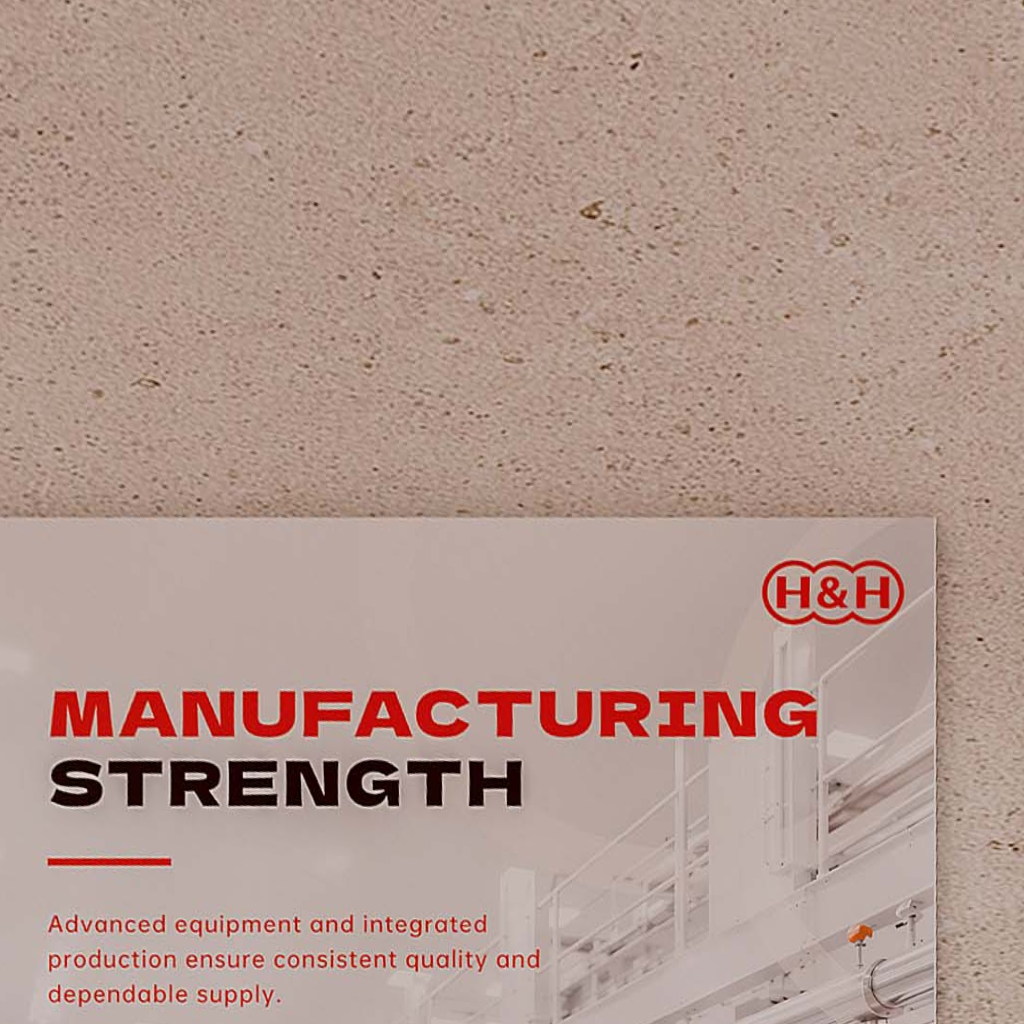 H&H
MANUFACTURING
STRENGTH
Advanced equipment and integrated
production ensure consistent quality and
dependable supply.